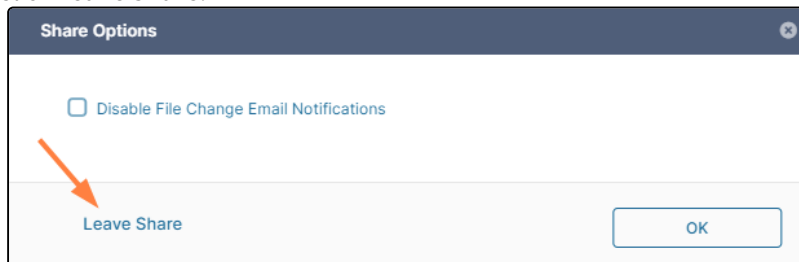 Share Options
Disable File Change Email Notifications
Leave Share
OK